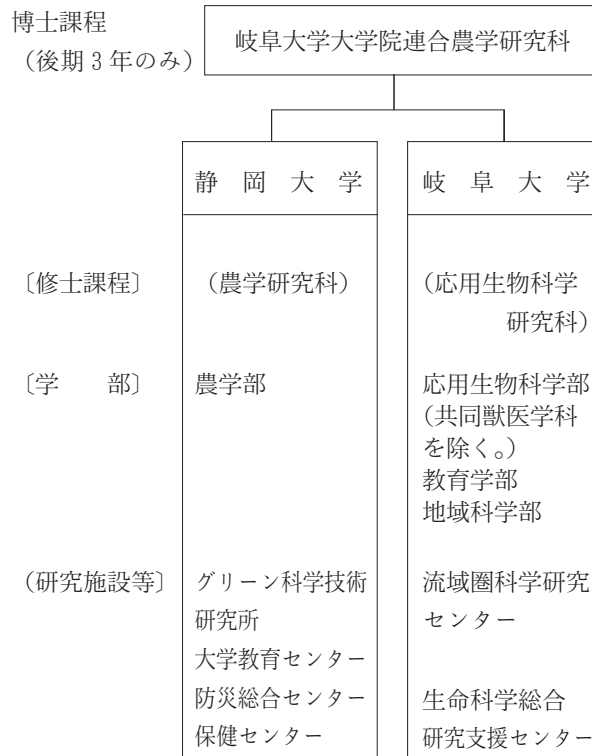 博士課程
（後期３年のみ）
岐阜大学大学院連合農学研究科
静岡大学
岐阜大学
〔修士課程〕
（農学研究科）
（応用生物科学
研究科）
〔学　　部〕
農学部
応用生物科学部
（共同獣医学科
を除く。）
教育学部
地域科学部
（研究施設等〕
グリーン科学技術
研究所
大学教育センター
防災総合センター
保健センター
流域圏科学研究
センター
生命科学総合
研究支援センター